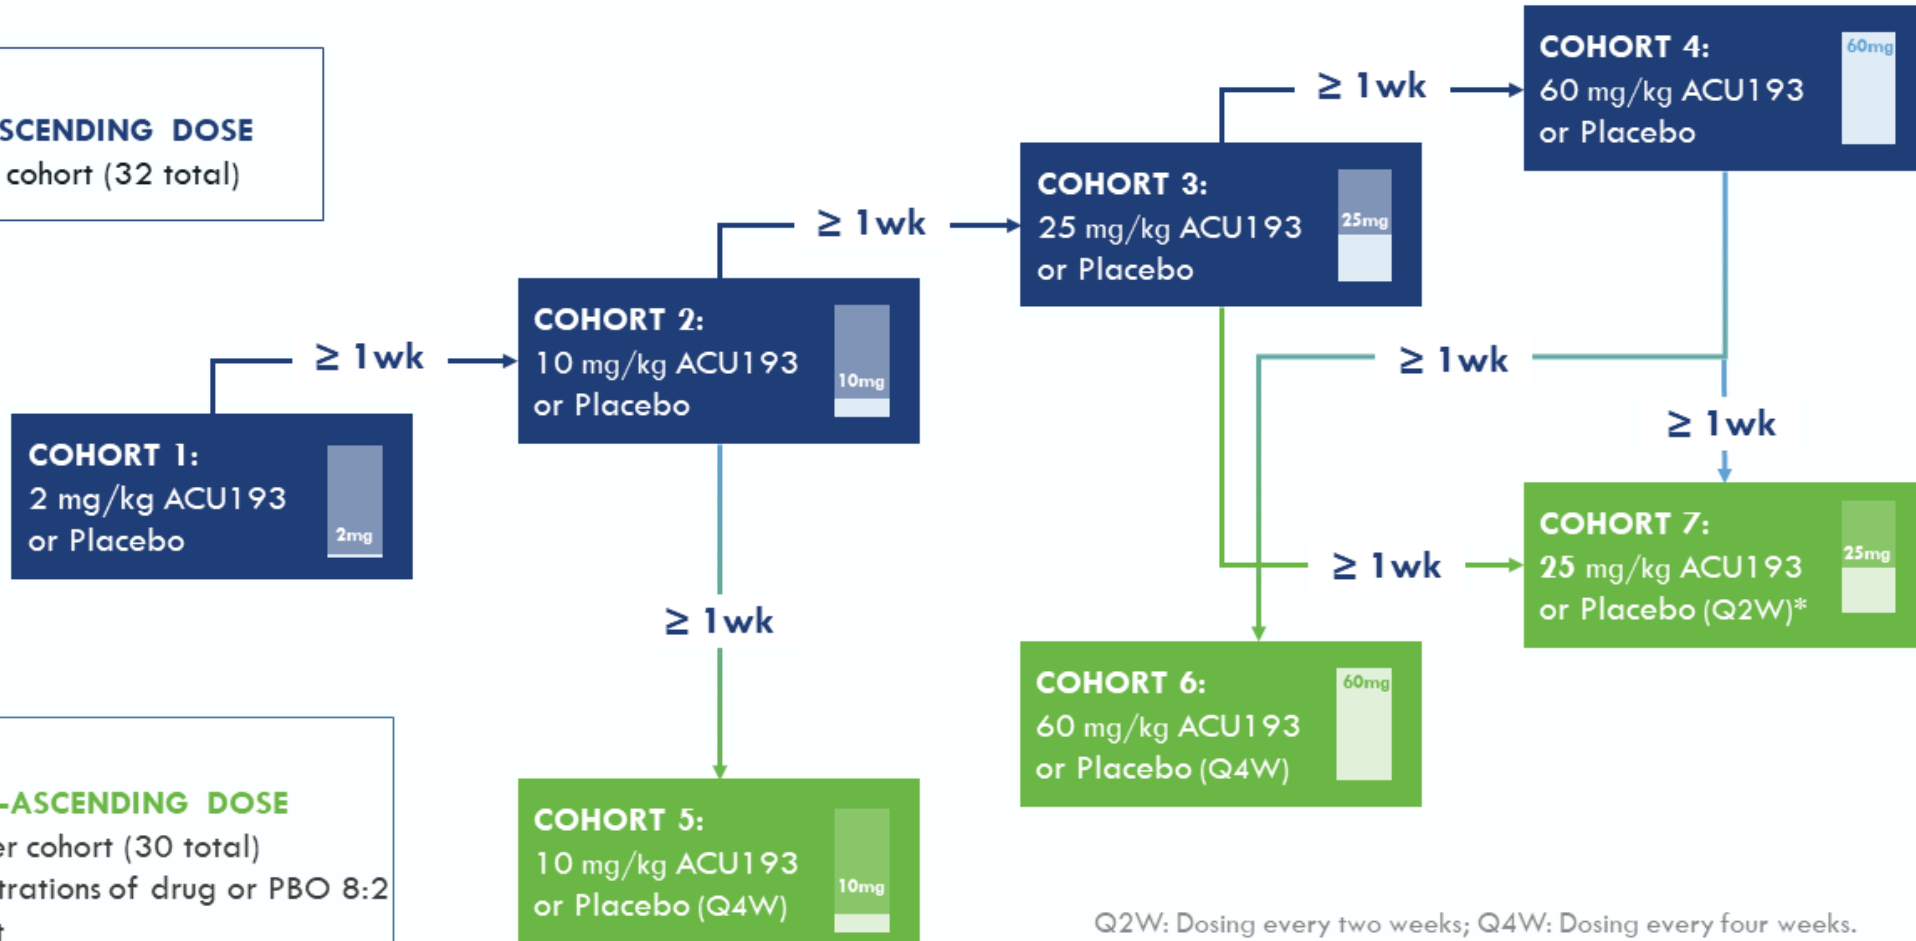 SCENDING DOSE
cohort (32 total)
COHORT 1:
2 mg/kg ACU193
or Placebo
2mg
≥ 1wk
COHORT 2:
10 mg/kg ACU193
or Placebo
10mg
≥ 1wk
COHORT 3:
25 mg/kg ACU193
or Placebo
25mg
≥ 1wk
COHORT 4:
60 mg/kg ACU193
or Placebo
60mg
≥ 1wk
≥ 1wk
≥ 1wk
≥ 1wk
COHORT 7:
25 mg/kg ACU193
or Placebo (Q2W)*
25mg
COHORT 6:
60 mg/kg ACU193
or Placebo (Q4W)
60mg
-ASCENDING DOSE
er cohort (30 total)
trations of drug or PBO 8:2
COHORT 5:
10 mg/kg ACU193
or Placebo (Q4W)
10mg
Q2W: Dosing every two weeks; Q4W: Dosing every four weeks.